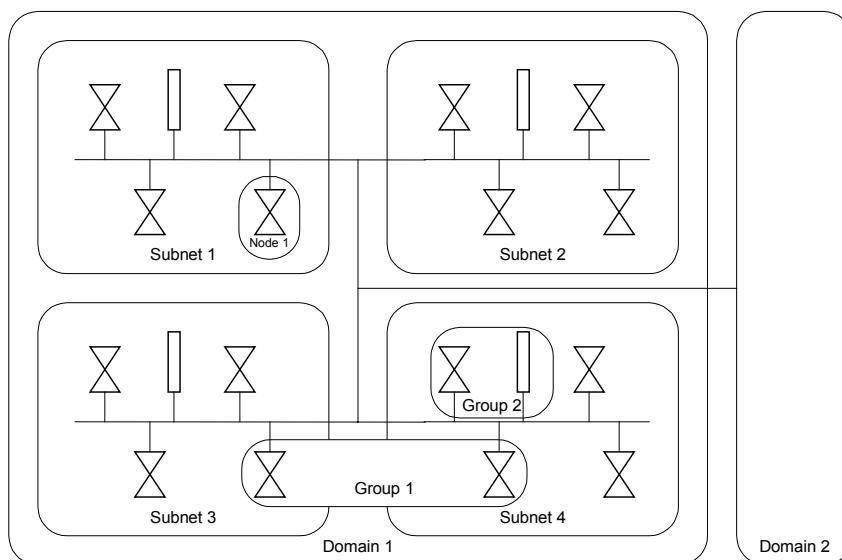 Node 1
Subnet 1
Subnet 2
Group 2
Group 1
Subnet 3
Subnet 4
Domain 1
Domain 2